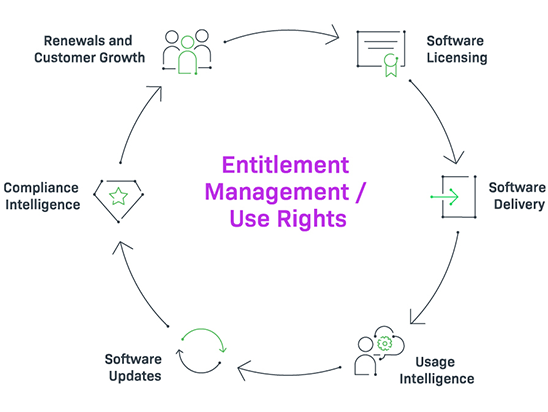 Renewals and
Customer Growth
Software
Licensing
Entitlement
Management /
Use Rights
Compliance
Intelligence
Software
Delivery
Software
Updates
Usage
Intelligence